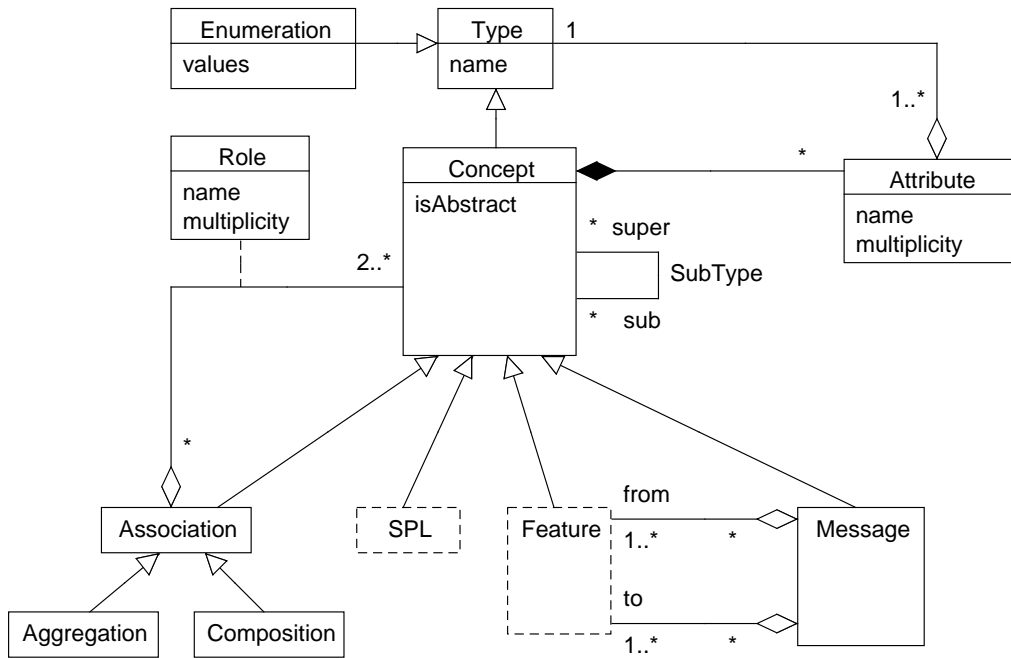 Enumeration
values
Type
name
1
1..*
Role
name
multiplicity
Concept
isAbstract
*
Attribute
name
multiplicity
* super
SubType
* sub
2..*
*
Association
SPL
Feature
from
1..* *
to
1..* *
Message
Aggregation
Composition